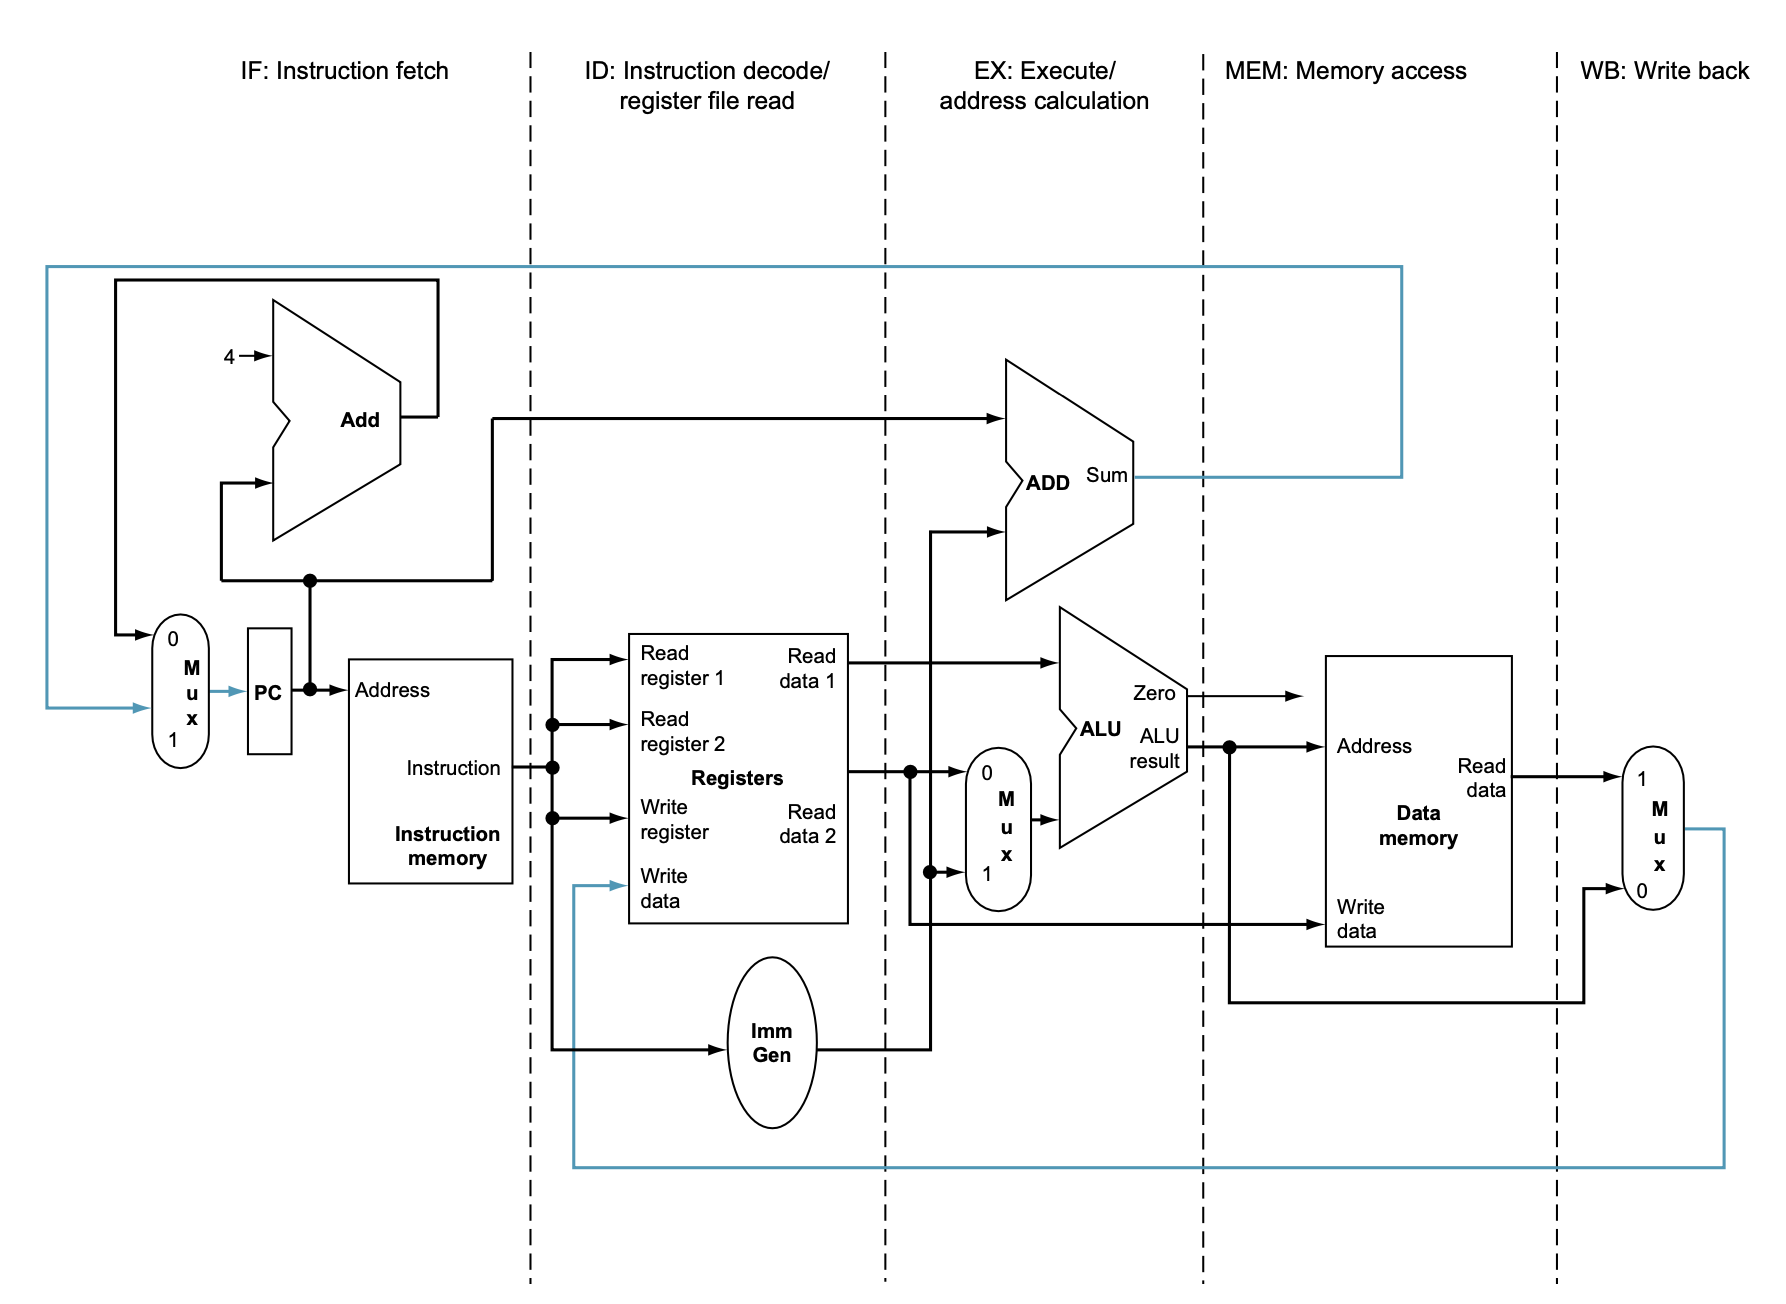 IF: Instruction fetch
ID: Instruction decode/
register file read
EX: Execute/
address calculation
MEM: Memory access
WB: Write back
4
Add
ADD
Sum
0
M
u
x
1
PC
Address
Instruction
Instruction
memory
Read
register 1
Read
register 2
Write
register
Write
data
Read
data 1
Registers
Read
data 2
Imm
Gen
0
M
u
x
1
Zero
ALU
ALU
result
Address
Read
data
Data
memory
Write
data
1
M
u
x
0